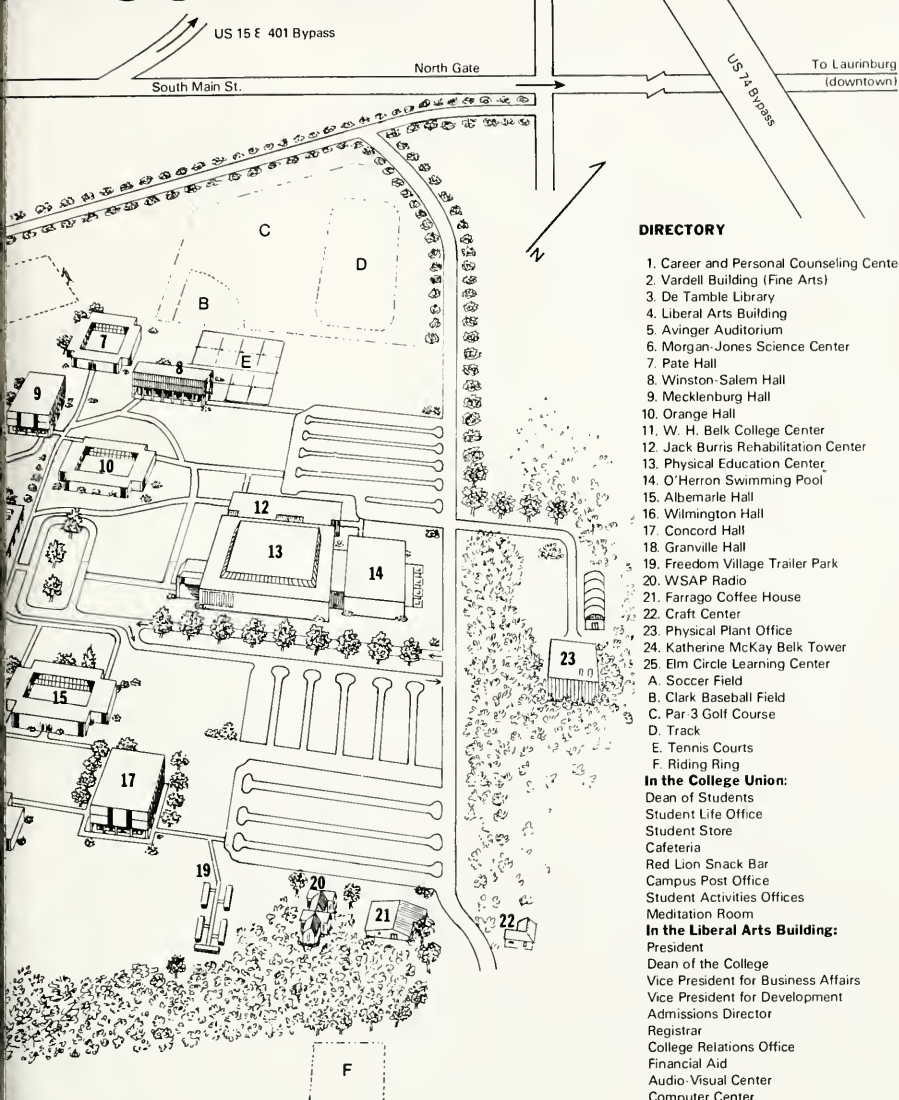 US 15 & 401 Bypass
North Gate
South Main St.
US 74 Bypass
To Laurinburg
(downtown)
N
C
D
B
E
7
8
9
10
12
13
14
15
17
19
20
21
22
23
F
DIRECTORY
1. Career and Personal Counseling Cente
2. Vardell Building (Fine Arts)
3. De Tamble Library
4. Liberal Arts Building
5. Avinger Auditorium
6. Morgan-Jones Science Center
7. Pate Hall
8. Winston-Salem Hall
9. Mecklenburg Hall
10. Orange Hall
11. W. H. Belk College Center
12. Jack Burris Rehabilitation Center
13. Physical Education Center
14. O'Herron Swimming Pool
15. Albemarle Hall
16. Wilmington Hall
17. Concord Hall
18. Granville Hall
19. Freedom Village Trailer Park
20. WSAP Radio
21. Farrago Coffee House
22. Craft Center
23. Physical Plant Office
24. Katherine McKay Belk Tower
25. Elm Circle Learning Center
A. Soccer Field
B. Clark Baseball Field
C. Par-3 Golf Course
D. Track
E. Tennis Courts
F. Riding Ring
In the College Union:
Dean of Students
Student Life Office
Student Store
Cafeteria
Red Lion Snack Bar
Campus Post Office
Student Activities Offices
Meditation Room
In the Liberal Arts Building:
President
Dean of the College
Vice President for Business Affairs
Vice President for Development
Admissions Director
Registrar
College Relations Office
Financial Aid
Audio-Visual Center
Computer Center